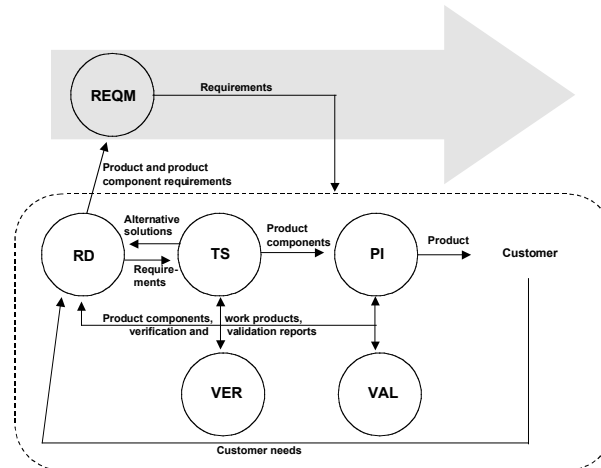 REQM
Requirements
Product and product
component requirements
Alternative
solutions
Product
components
Product
RD
TS
PI
Customer
Require-
ments
Product components, work products,
verification and validation reports
VER
VAL
Customer needs